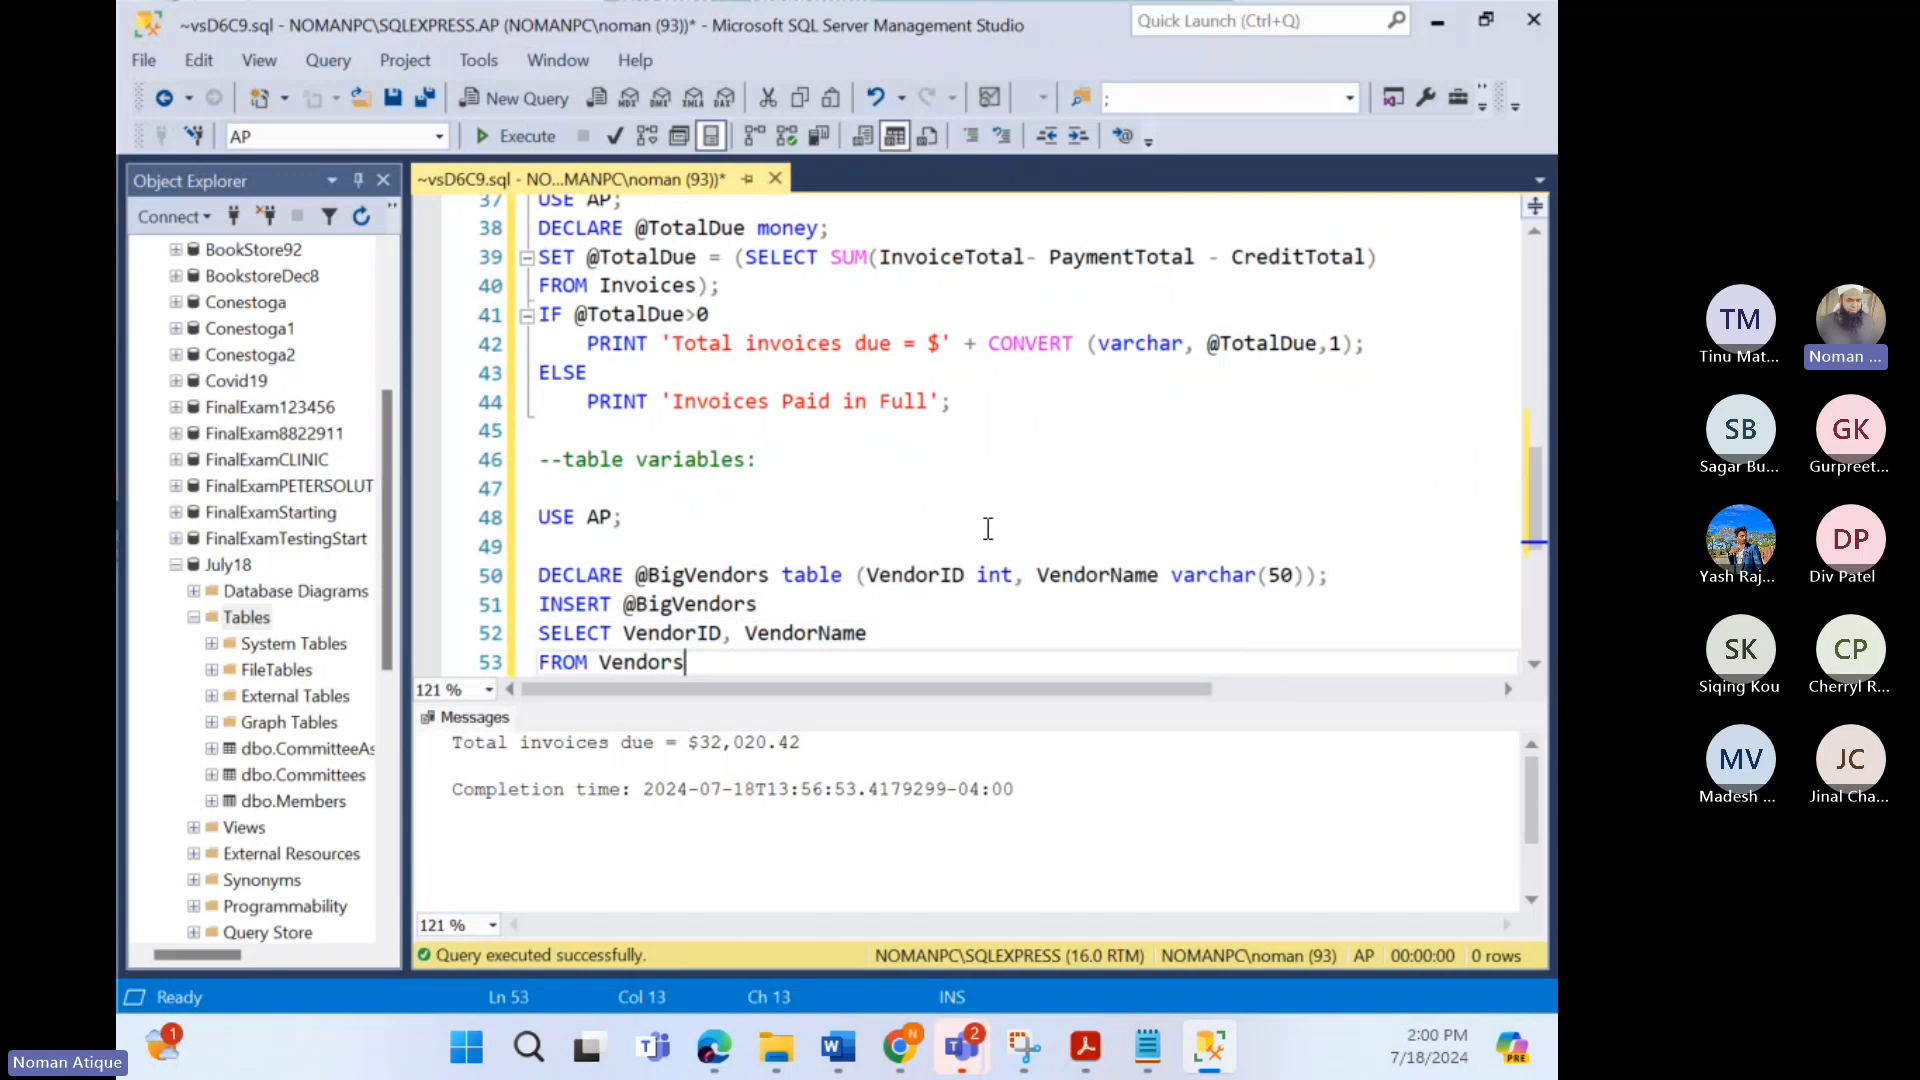 ~vsD6C9.sql - NOMANPC\SQLEXPRESS.AP (NOMANPC\noman (93))* - Microsoft SQL Server Management Studio
Quick Launch (Ctrl+Q)
File Edit View Query Project Tools Window Help
New Query
MDX DMX XMLA DAX
;
AP
Execute
Object Explorer
~vsD6C9.sql - NO...MANPC\noman (93))*
Connect
BookStore92
BookstoreDec8
Conestoga
Conestoga1
Conestoga2
Covid19
FinalExam123456
FinalExam8822911
FinalExamCLINIC
FinalExamPETERSOLUT
FinalExamStarting
FinalExamTestingStart
July18
Database Diagrams
Tables
System Tables
FileTables
External Tables
Graph Tables
dbo.CommitteeAs
dbo.Committees
dbo.Members
Views
External Resources
Synonyms
Programmability
Query Store
37 USE AP;
38 DECLARE @TotalDue money;
39 SET @TotalDue = (SELECT SUM(InvoiceTotal- PaymentTotal - CreditTotal)
40 FROM Invoices);
41 IF @TotalDue>0
42 PRINT 'Total invoices due = $' + CONVERT (varchar, @TotalDue,1);
43 ELSE
44 PRINT 'Invoices Paid in Full';
45
46 --table variables:
47
48 USE AP;
49
50 DECLARE @BigVendors table (VendorID int, VendorName varchar(50));
51 INSERT @BigVendors
52 SELECT VendorID, VendorName
53 FROM Vendors
121 %
Messages
Total invoices due = $32,020.42
Completion time: 2024-07-18T13:56:53.4179299-04:00
121 %
Query executed successfully. NOMANPC\SQLEXPRESS (16.0 RTM) NOMANPC\noman (93) AP 00:00:00 0 rows
Ready Ln 53 Col 13 Ch 13 INS
1
N
2
2:00 PM
7/18/2024
PRE
Noman Atique
TM
Tinu Mat...
Noman ...
SB
Sagar Bu...
GK
Gurpreet...
Yash Raj...
DP
Div Patel
SK
Siqing Kou
CP
Cherryl R...
MV
Madesh ...
JC
Jinal Cha...